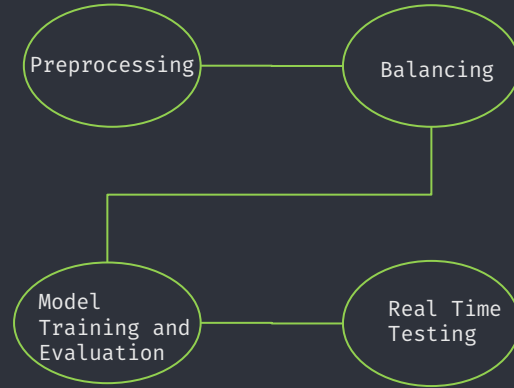 Preprocessing
Balancing
Model
Training and
Evaluation
Real Time
Testing